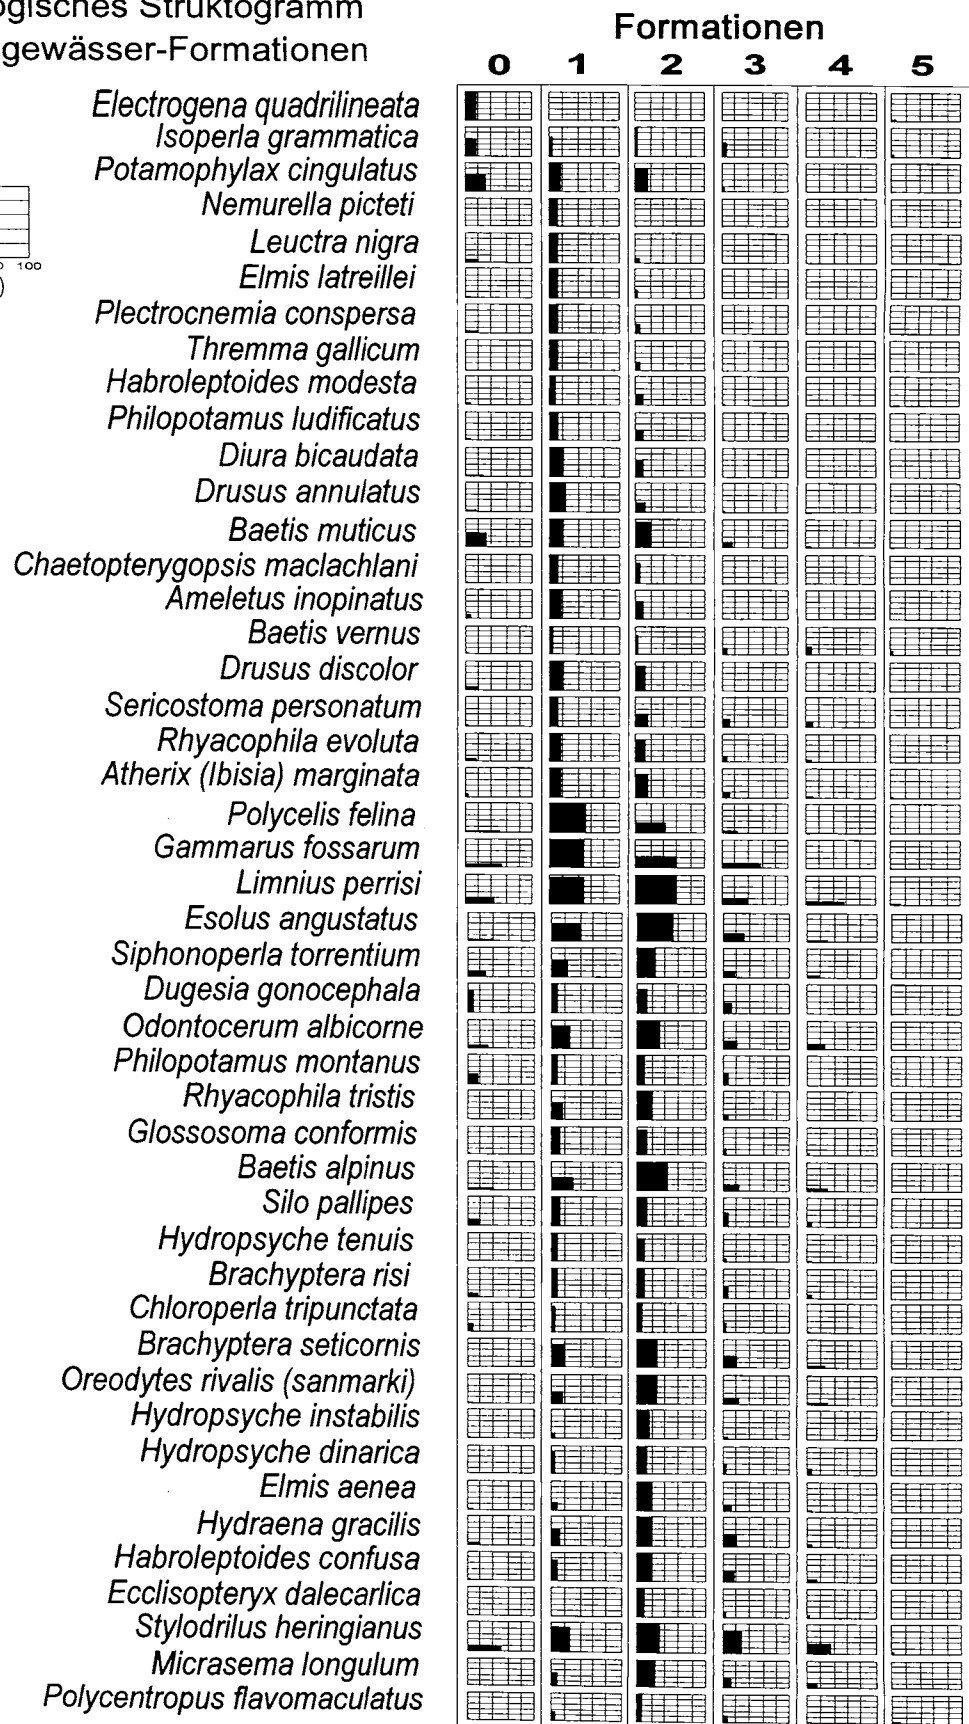 ogisches Struktogramm
gewässer-Formationen
Formationen
0 1 2 3 4 5
Electrogena quadrilineata
Isoperla grammatica
Potamophylax cingulatus
Nemurella picteti
Leuctra nigra
100
Elmis latreillei
)
Plectrocnemia conspersa
Thremma gallicum
Habroleptoides modesta
Philopotamus ludificatus
Diura bicaudata
Drusus annulatus
Baetis muticus
Chaetopterygopsis maclachlani
Ameletus inopinatus
Baetis vernus
Drusus discolor
Sericostoma personatum
Rhyacophila evoluta
Atherix (Ibisia) marginata
Polycelis felina
Gammarus fossarum
Limnius perrisi
Esolus angustatus
Siphonoperla torrentium
Dugesia gonocephala
Odontocerum albicorne
Philopotamus montanus
Rhyacophila tristis
Glossosoma conformis
Baetis alpinus
Silo pallipes
Hydropsyche tenuis
Brachyptera risi
Chloroperla tripunctata
Brachyptera seticornis
Oreodytes rivalis (sanmarki)
Hydropsyche instabilis
Hydropsyche dinarica
Elmis aenea
Hydraena gracilis
Habroleptoides confusa
Ecclisopteryx dalecarlica
Stylodrilus heringianus
Micrasema longulum
Polycentropus flavomaculatus